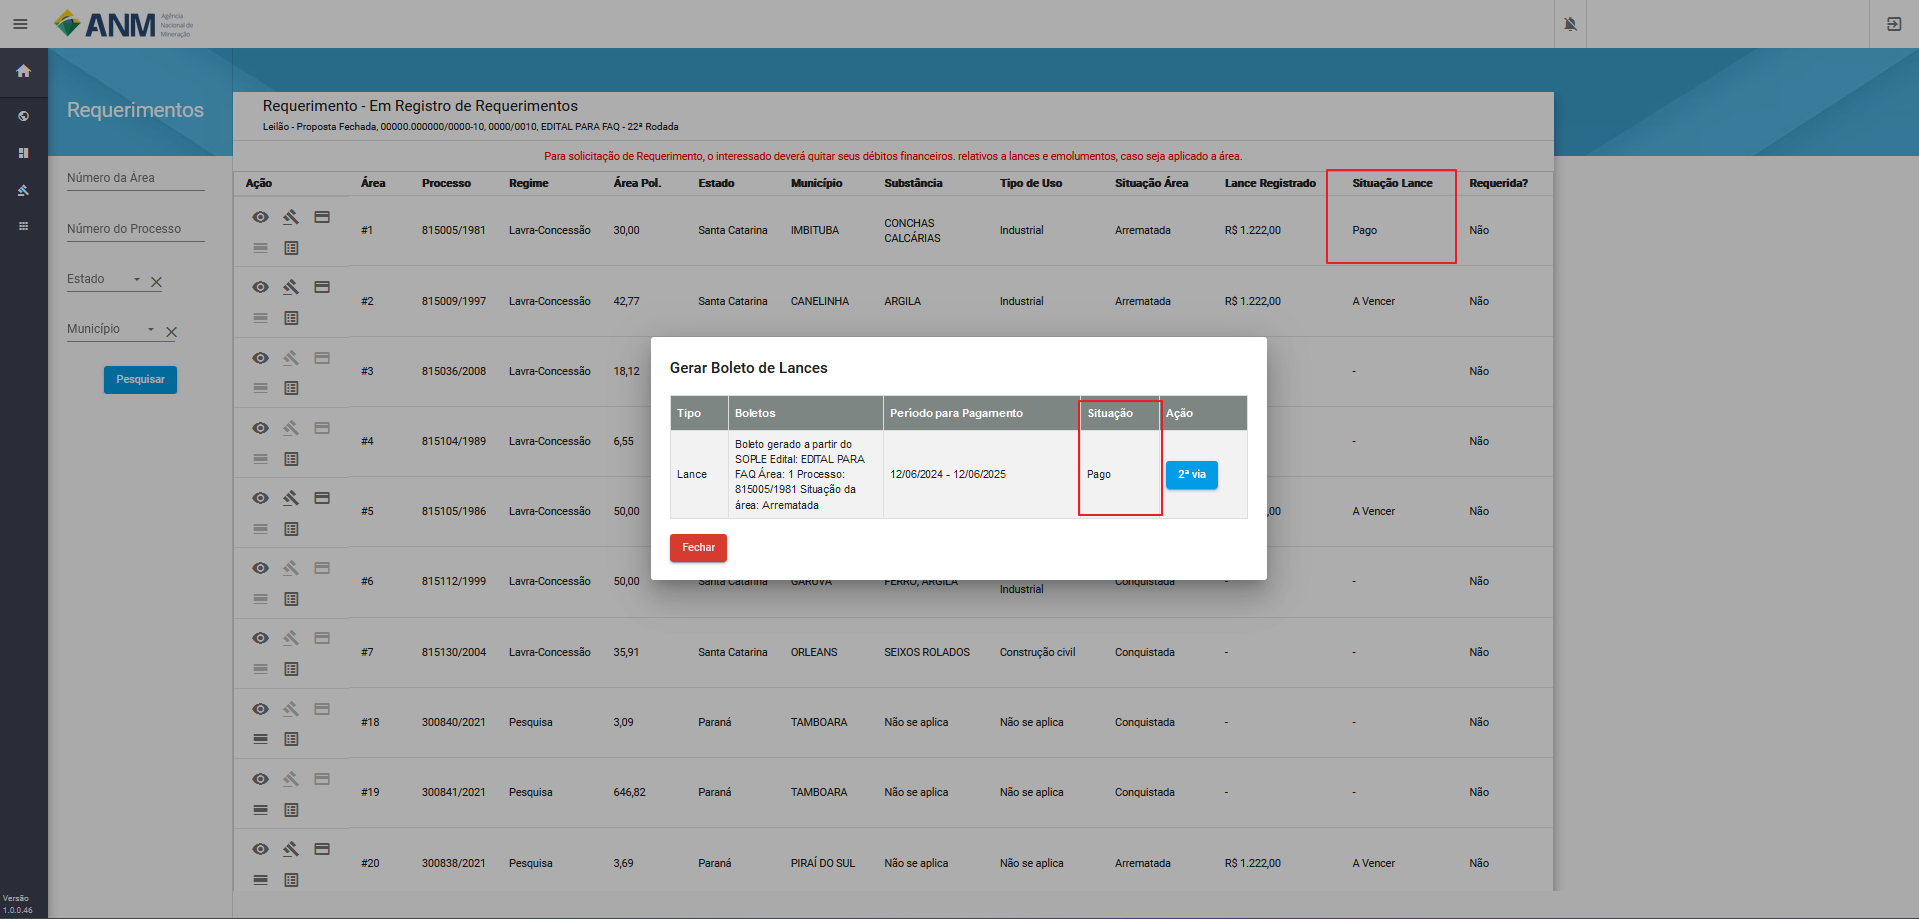 ANM
Agência
Nacional de
Mineração
Requerimentos
Número da Área
Número do Processo
Estado
Município
Pesquisar
Versão
1.0.0.46
Requerimento - Em Registro de Requerimentos
Leilão - Proposta Fechada, 00000.000000/0000-10, 0000/0010, EDITAL PARA FAQ - 22ª Rodada
Para solicitação de Requerimento, o interessado deverá quitar seus débitos financeiros. relativos a lances e emolumentos, caso seja aplicado a área.
Ação Área Processo Regime Área Pol. Estado Município Substância Tipo de Uso Situação Área Lance Registrado Situação Lance Requerida?
#1 815005/1981 Lavra-Concessão 30,00 Santa Catarina IMBITUBA CONCHAS CALCÁRIAS Industrial Arrematada R$ 1.222,00 Pago Não
#2 815009/1997 Lavra-Concessão 42,77 Santa Catarina CANELINHA ARGILA Industrial Arrematada R$ 1.222,00 A Vencer Não
#3 815036/2008 Lavra-Concessão 18,12 - Não
#4 815104/1989 Lavra-Concessão 6,55 - Não
#5 815105/1986 Lavra-Concessão 50,00 ,00 A Vencer Não
#6 815112/1999 Lavra-Concessão 50,00 Santa Catarina GARUVA FERRO, ARGILA Industrial Conquistada - - Não
#7 815130/2004 Lavra-Concessão 35,91 Santa Catarina ORLEANS SEIXOS ROLADOS Construção civil Conquistada - - Não
#18 300840/2021 Pesquisa 3,09 Paraná TAMBOARA Não se aplica Não se aplica Conquistada - - Não
#19 300841/2021 Pesquisa 646,82 Paraná TAMBOARA Não se aplica Não se aplica Conquistada - - Não
#20 300838/2021 Pesquisa 3,69 Paraná PIRAÍ DO SUL Não se aplica Não se aplica Arrematada R$ 1.222,00 A Vencer Não
Gerar Boleto de Lances
Tipo Boletos Período para Pagamento Situação Ação
Lance
Boleto gerado a partir do
SOPLE Edital: EDITAL PARA
FAQ Área: 1 Processo:
815005/1981 Situação da
área: Arrematada
12/06/2024 - 12/06/2025
Pago
2ª via
Fechar